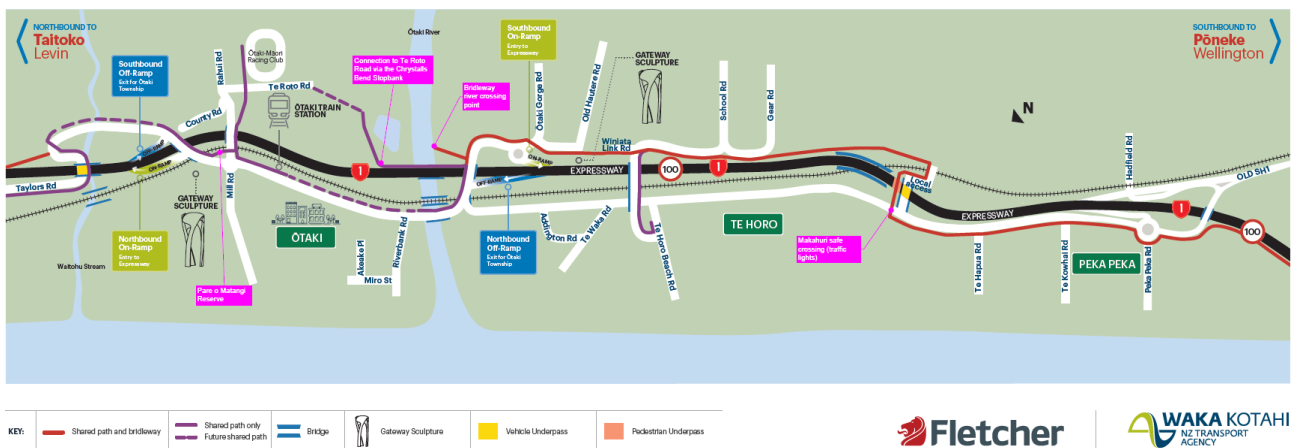 NORTHBOUND TO
Taitoko
Levin
SOUTHBOUND TO
Pōneke
Wellington
Southbound
Off-Ramp
Exit for Ōtaki
Township
Rahui Rd
Ōtaki-Māori
Racing Club
Te Roto Rd
County Rd
ŌTAKI TRAIN
STATION
Connection to Te Roto
Road via the Chrystalls
Bend Stopbank
Ōtaki River
Bridleway
river crossing
point
Southbound
On-Ramp
Entry to
Expressway
Ōtaki Gorge Rd
Old Hautere Rd
GATEWAY
SCULPTURE
School Rd
Gear Rd
N
Winiata
Link Rd
ON-RAMP
OFF RAMP
EXPRESSWAY
1
100
1
Taylors Rd
ON-RAMP
Mill Rd
GATEWAY
SCULPTURE
Northbound
On-Ramp
Entry to
Expressway
Waitohu Stream
Pare o Matangi
Reserve
ŌTAKI
Akeake Pl
Miro St
Riverbank Rd
Northbound
Off-Ramp
Exit for Ōtaki
Township
Addington Rd
Te Waka Rd
Te Horo Beach Rd
TE HORO
Makahuri safe
crossing (traffic
lights)
Local
access
EXPRESSWAY
Hadfield Rd
OLD SH1
1
100
Te Hapua Rd
Te Kowhai Rd
PEKA PEKA
Peka Peka Rd
KEY:
Shared path and bridleway
Shared path only
Future shared path
Bridge
Gateway Sculpture
Vehicle Underpass
Pedestrian Underpass
Fletcher
WAKA KOTAHI
NZ TRANSPORT
AGENCY